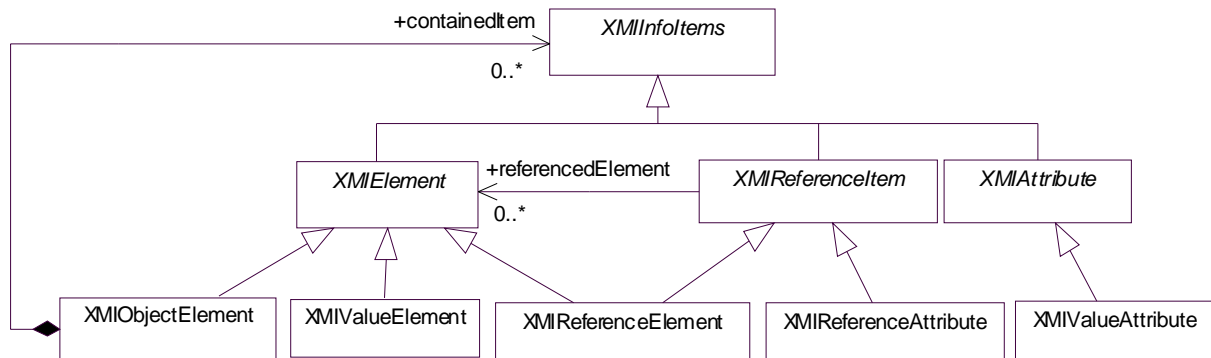 +containedItem
XMIInfoItems
0..*
XMIElement
+referencedElement
0..*
XMIReferenceItem
XMIAttribute
XMIObjectElement
XMIValueElement
XMIReferenceElement
XMIReferenceAttribute
XMIValueAttribute